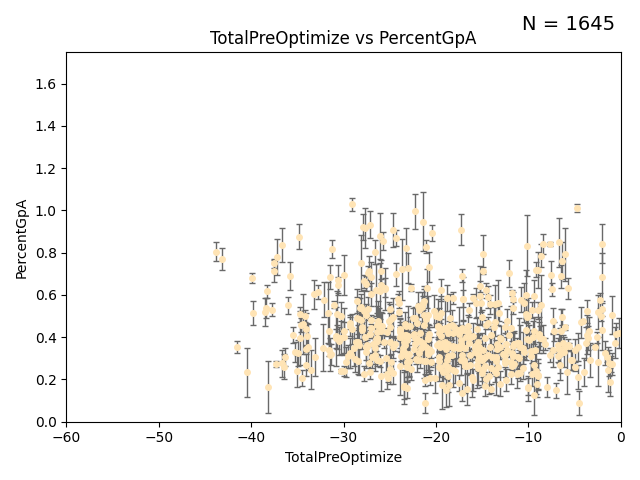 N = 1645
TotalPreOptimize vs PercentGpA
PercentGpA
1.6
1.4
1.2
1.0
0.8
0.6
0.4
0.2
0.0
−60 −50 −40 −30 −20 −10 0
TotalPreOptimize